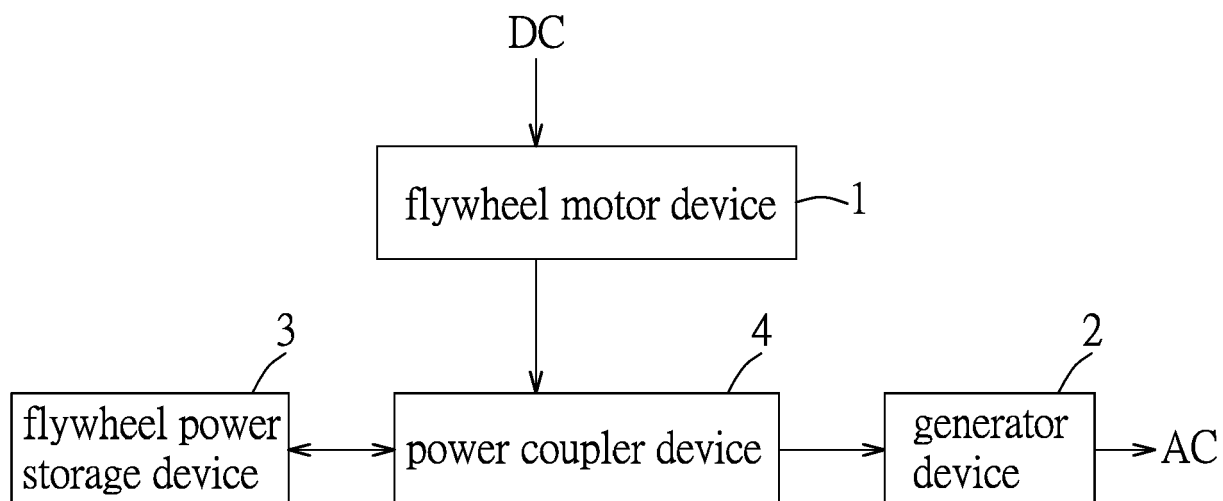 DC
flywheel motor device
1
3
4
2
flywheel power
storage device
power coupler device
generator
device
AC